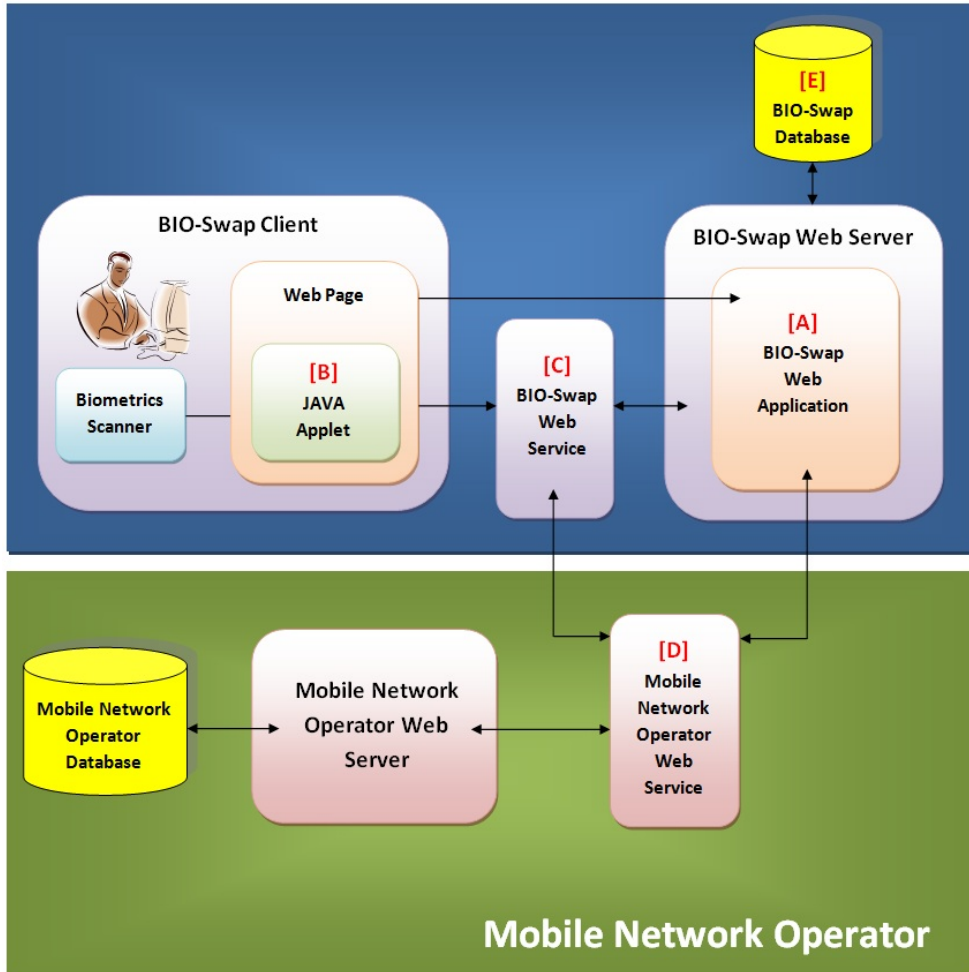 [E]
BIO-Swap
Database
BIO-Swap Client
BIO-Swap Web Server
Web Page
[A]
BIO-Swap
Web
Application
[B]
JAVA
Applet
[C]
BIO-Swap
Web
Service
Biometrics
Scanner
[D]
Mobile
Network
Operator
Web
Service
Mobile Network
Operator Web
Server
Mobile Network
Operator
Database
Mobile Network Operator